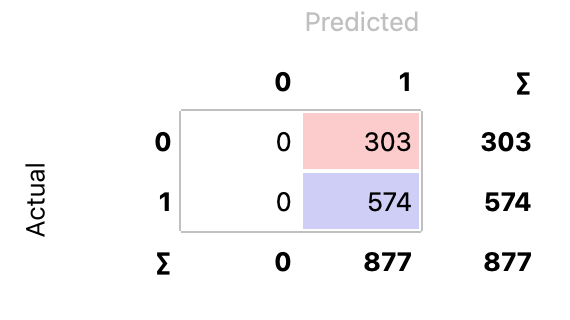 Predicted
0 1 ∑
0 0 303 303
Actual
1 0 574 574
∑ 0 877 877